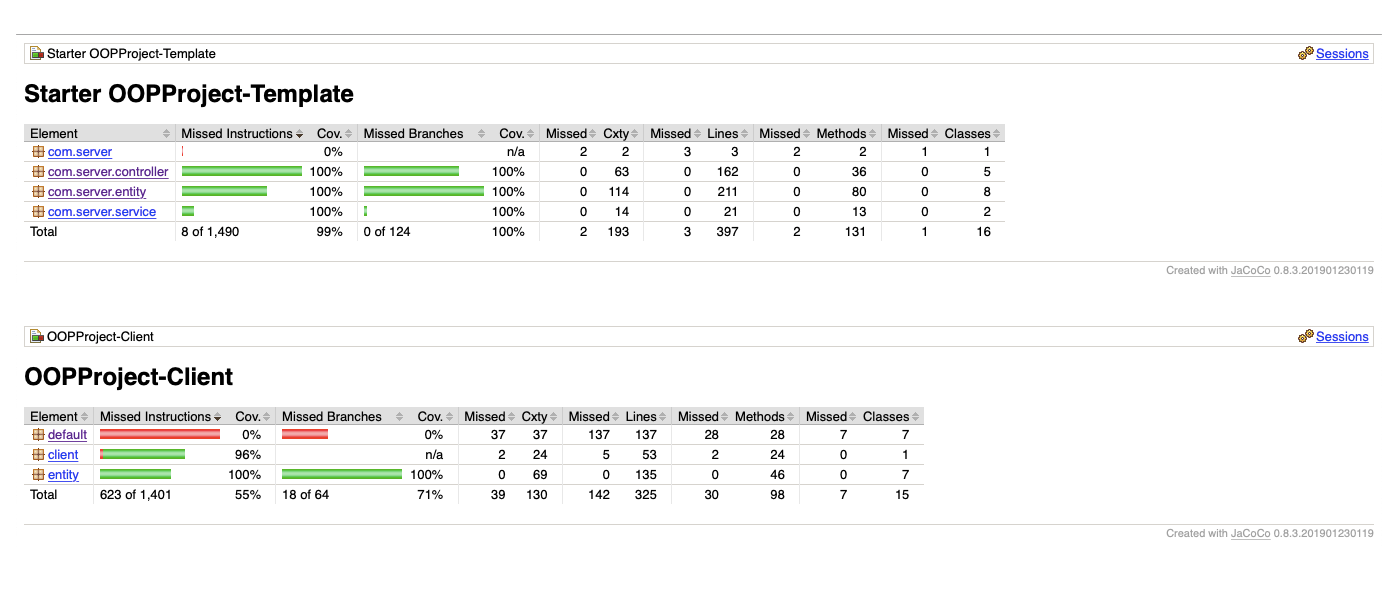 Starter OOPProject-Template Sessions
Starter OOPProject-Template
Element Missed Instructions Cov. Missed Branches Cov. Missed Cxty Missed Lines Missed Methods Missed Classes
com.server 0% n/a 2 2 3 3 2 2 1 1
com.server.controller 100% 100% 0 63 0 162 0 36 0 5
com.server.entity 100% 100% 0 114 0 211 0 80 0 8
com.server.service 100% 100% 0 14 0 21 0 13 0 2
Total 8 of 1,490 99% 0 of 124 100% 2 193 3 397 2 131 1 16
Created with JaCoCo 0.8.3.201901230119
OOPProject-Client Sessions
OOPProject-Client
Element Missed Instructions Cov. Missed Branches Cov. Missed Cxty Missed Lines Missed Methods Missed Classes
default 0% 0% 37 37 137 137 28 28 7 7
client 96% n/a 2 24 5 53 2 24 0 1
entity 100% 100% 0 69 0 135 0 46 0 7
Total 623 of 1,401 55% 18 of 64 71% 39 130 142 325 30 98 7 15
Created with JaCoCo 0.8.3.201901230119